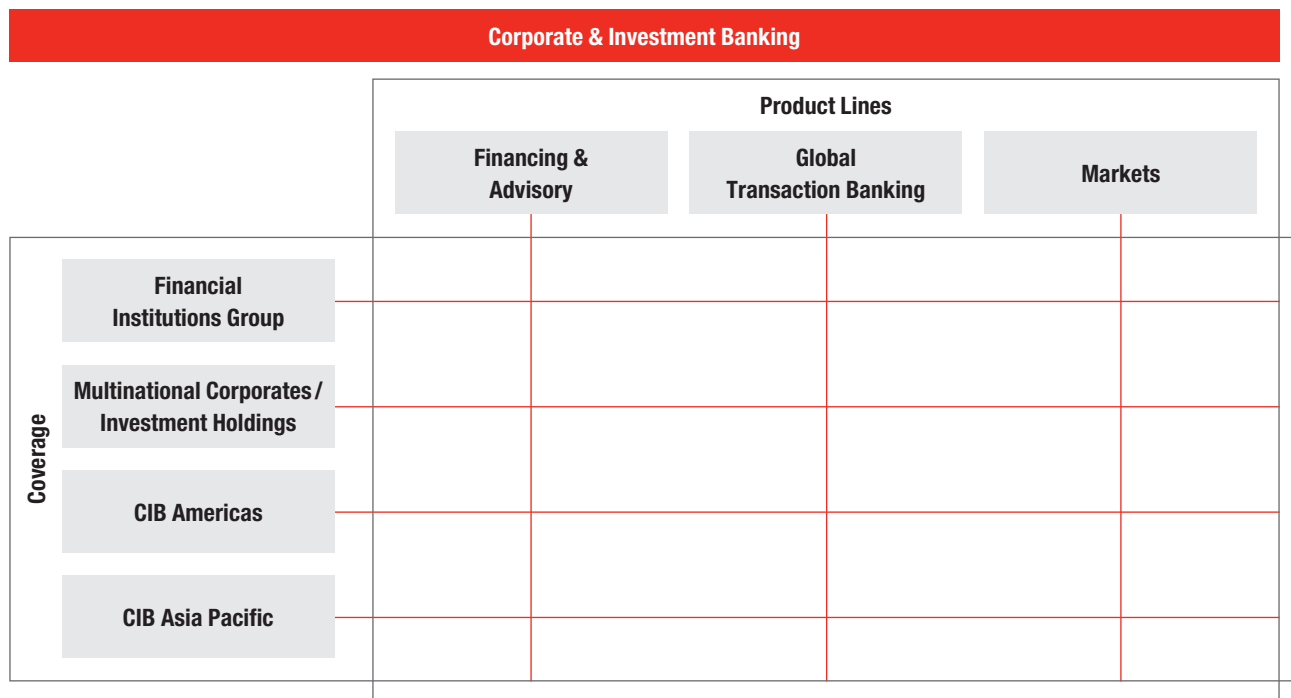 Corporate & Investment Banking
Product Lines
Financing &
Advisory
Global
Transaction Banking
Markets
Coverage
Financial
Institutions Group
Multinational Corporates /
Investment Holdings
CIB Americas
CIB Asia Pacific